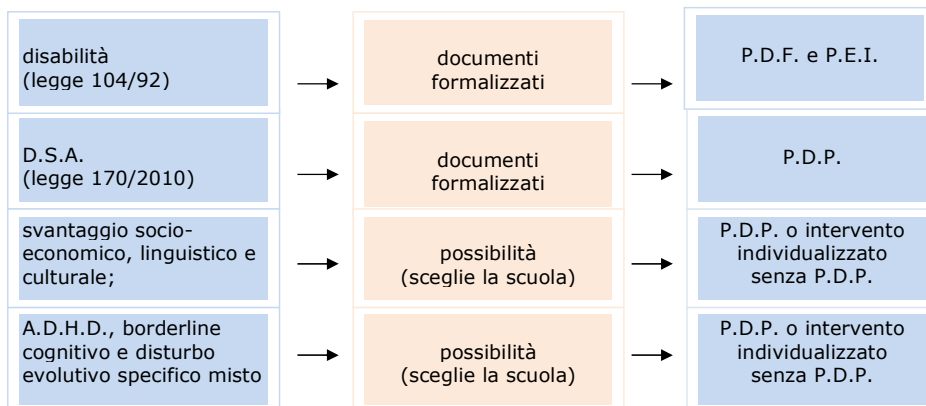 disabilità
(legge 104/92)
documenti
formalizzati
P.D.F. e P.E.I.
D.S.A.
(legge 170/2010)
documenti
formalizzati
P.D.P.
svantaggio socio-
economico, linguistico e
culturale;
possibilità
(sceglie la scuola)
P.D.P. o intervento
individualizzato
senza P.D.P.
A.D.H.D., borderline
cognitivo e disturbo
evolutivo specifico misto
possibilità
(sceglie la scuola)
P.D.P. o intervento
individualizzato
senza P.D.P.